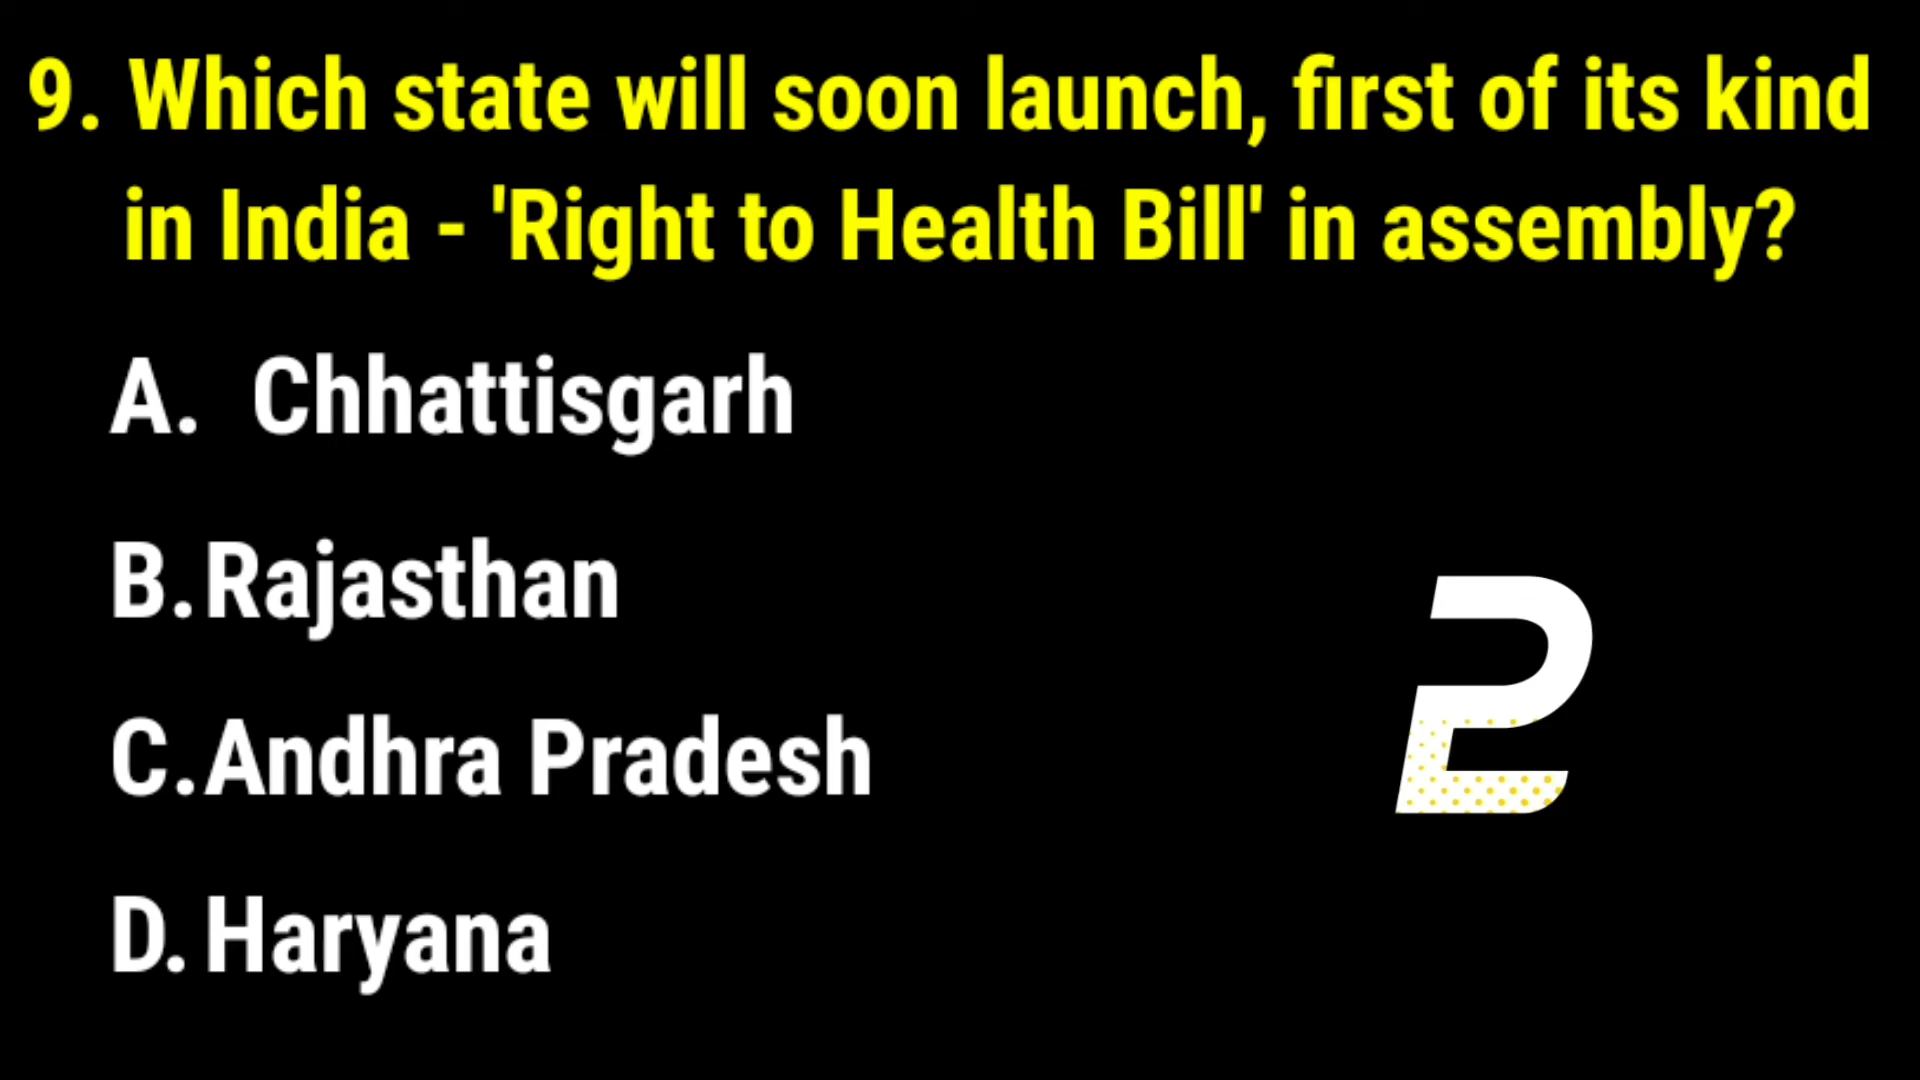 9. Which state will soon launch, first of its kind
in India - 'Right to Health Bill' in assembly?
A. Chhattisgarh
B. Rajasthan
2
C. Andhra Pradesh
D. Haryana